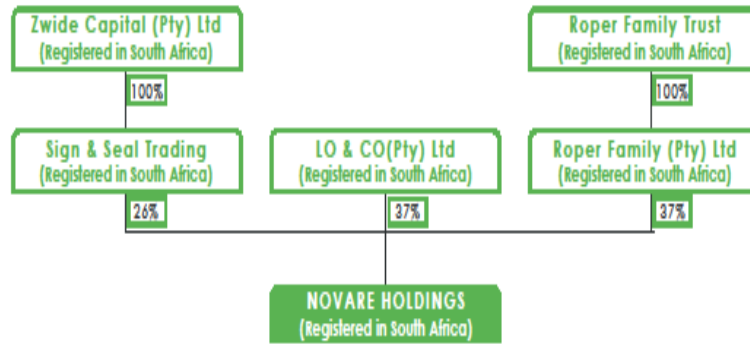 Zwide Capital (Pty) Ltd
(Registered in South Africa)
Roper Family Trust
(Registered in South Africa)
100%
100%
Sign & Seal Trading
(Registered in South Africa)
LO & CO(Pty) Ltd
(Registered in South Africa)
Roper Family (Pty) Ltd
(Registered in South Africa)
26%
37%
37%
NOVARE HOLDINGS
(Registered in South Africa)